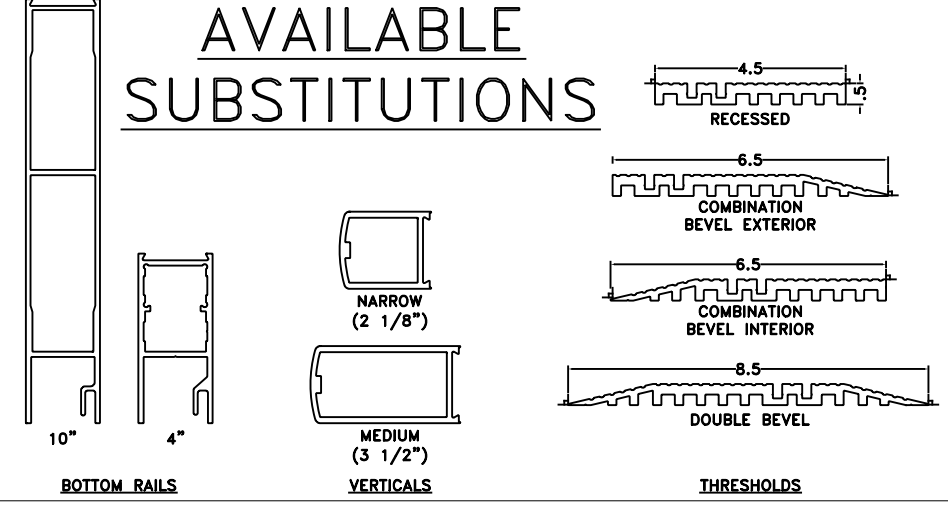 AVAILABLE
SUBSTITUTIONS
4.5
.5
RECESSED
6.5
COMBINATION
BEVEL EXTERIOR
6.5
COMBINATION
BEVEL INTERIOR
8.5
DOUBLE BEVEL
NARROW
(2 1/8")
MEDIUM
(3 1/2")
10"
4"
BOTTOM RAILS
VERTICALS
THRESHOLDS